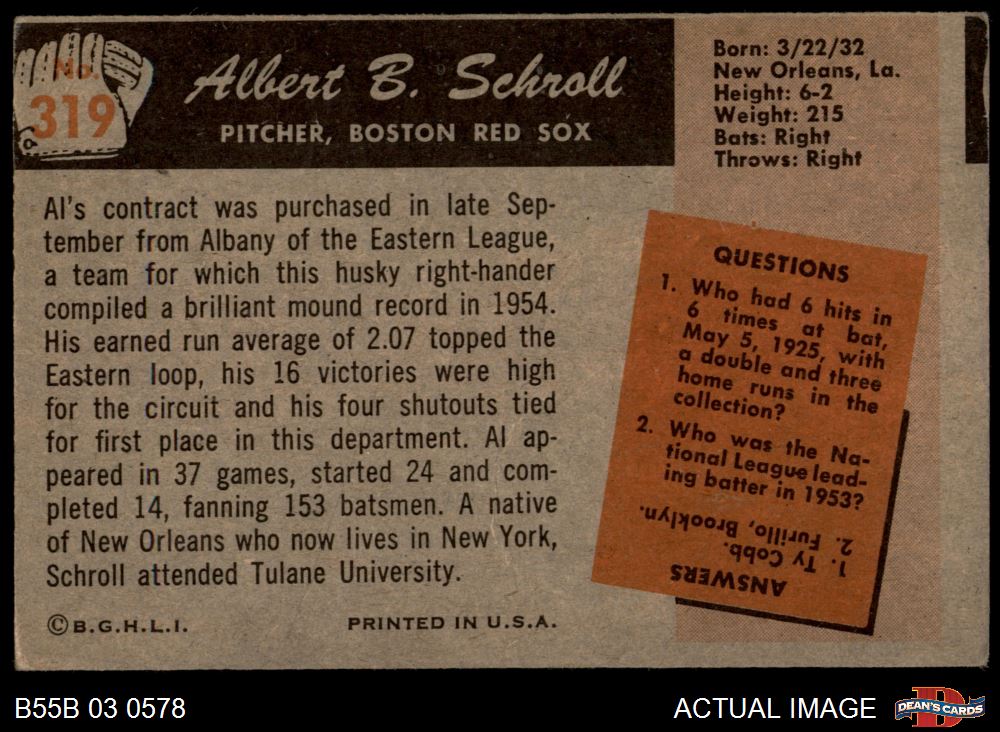 No.
319
Albert B. Schroll
PITCHER, BOSTON RED SOX
Born: 3/22/32
New Orleans, La.
Height: 6-2
Weight: 215
Bats: Right
Throws: Right
Al's contract was purchased in late Sep-
tember from Albany of the Eastern League,
a team for which this husky right-hander
compiled a brilliant mound record in 1954.
His earned run average of 2.07 topped the
Eastern loop, his 16 victories were high
for the circuit and his four shutouts tied
for first place in this department. Al ap-
peared in 37 games, started 24 and com-
pleted 14, fanning 153 batsmen. A native
of New Orleans who now lives in New York,
Schroll attended Tulane University.
©B.G.H.L.I.
PRINTED IN U.S.A.
QUESTIONS
1. Who had 6 hits in
6 times at bat,
May 5, 1925, with
a double and three
home runs in the
collection?
2. Who was the Na-
tional League lead-
ing batter in 1953?
ANSWERS
1. Ty Cobb.
2. Furillo, Brooklyn.
B55B 03 0578
ACTUAL IMAGE
DEAN'S CARDS